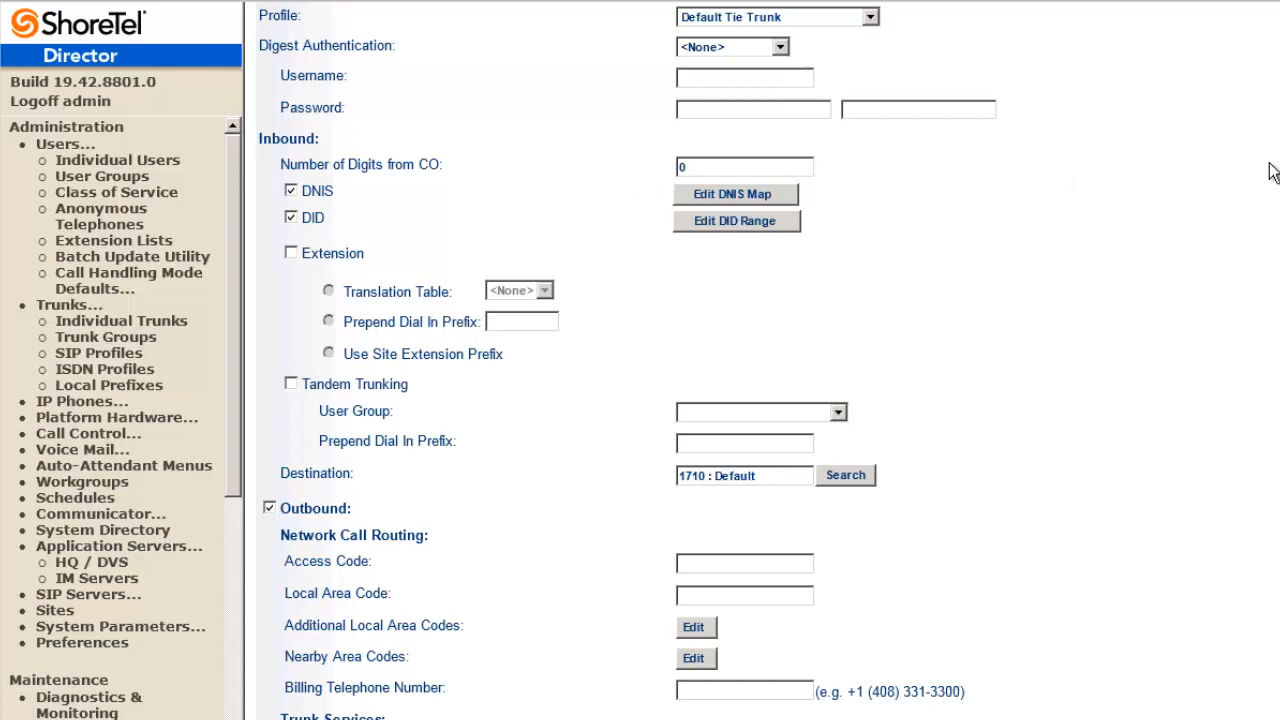 ShoreTel
Director
Build 19.42.8801.0
Logoff admin
Administration
Users...
Individual Users
User Groups
Class of Service
Anonymous
Telephones
Extension Lists
Batch Update Utility
Call Handling Mode
Defaults...
Trunks...
Individual Trunks
Trunk Groups
SIP Profiles
ISDN Profiles
Local Prefixes
IP Phones...
Platform Hardware...
Call Control...
Voice Mail...
Auto-Attendant Menus
Workgroups
Schedules
Communicator...
System Directory
Application Servers...
HQ / DVS
IM Servers
SIP Servers...
Sites
System Parameters...
Preferences
Maintenance
Diagnostics &
Monitoring
Profile: Default Tie Trunk
Digest Authentication: <None>
Username:
Password:
Inbound:
Number of Digits from CO: 0
DNIS Edit DNIS Map
DID Edit DID Range
Extension
Translation Table: <None>
Prepend Dial In Prefix:
Use Site Extension Prefix
Tandem Trunking
User Group:
Prepend Dial In Prefix:
Destination: 1710 : Default Search
Outbound:
Network Call Routing:
Access Code:
Local Area Code:
Additional Local Area Codes: Edit
Nearby Area Codes: Edit
Billing Telephone Number: (e.g. +1 (408) 331-3300)
Trunk Services: